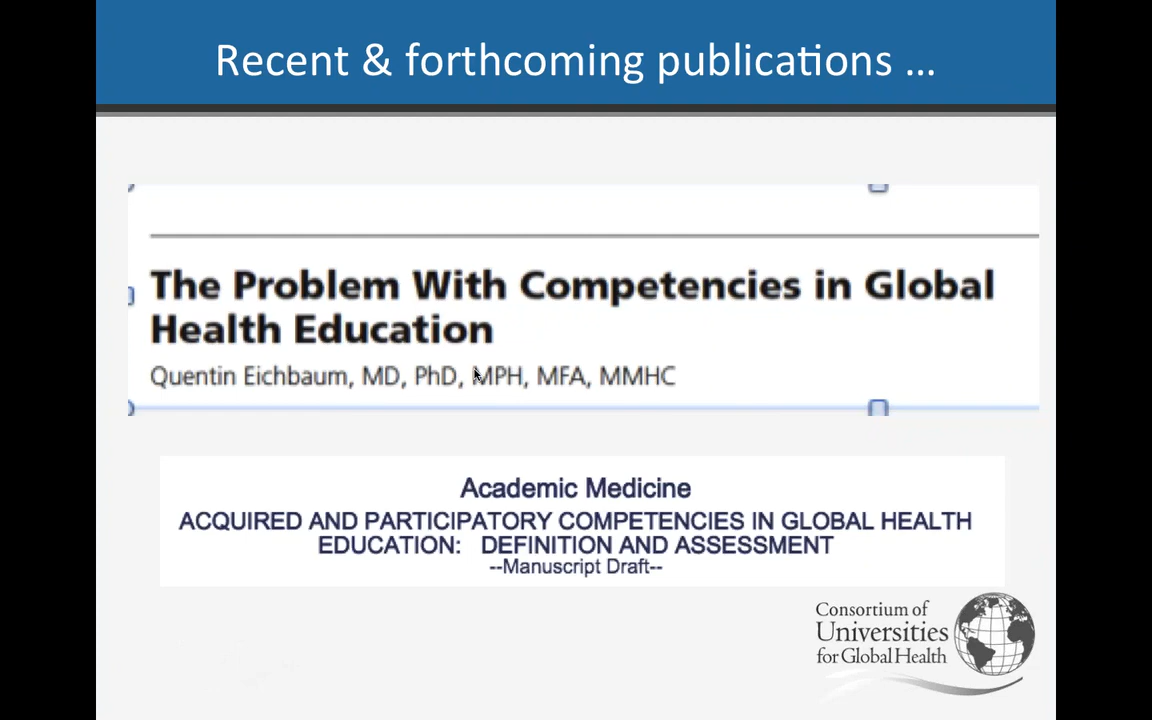 Recent & forthcoming publications ...
The Problem With Competencies in Global
Health Education
Quentin Eichbaum, MD, PhD, MPH, MFA, MMHC
Academic Medicine
ACQUIRED AND PARTICIPATORY COMPETENCIES IN GLOBAL HEALTH
EDUCATION: DEFINITION AND ASSESSMENT
--Manuscript Draft--
Consortium of
Universities
for Global Health